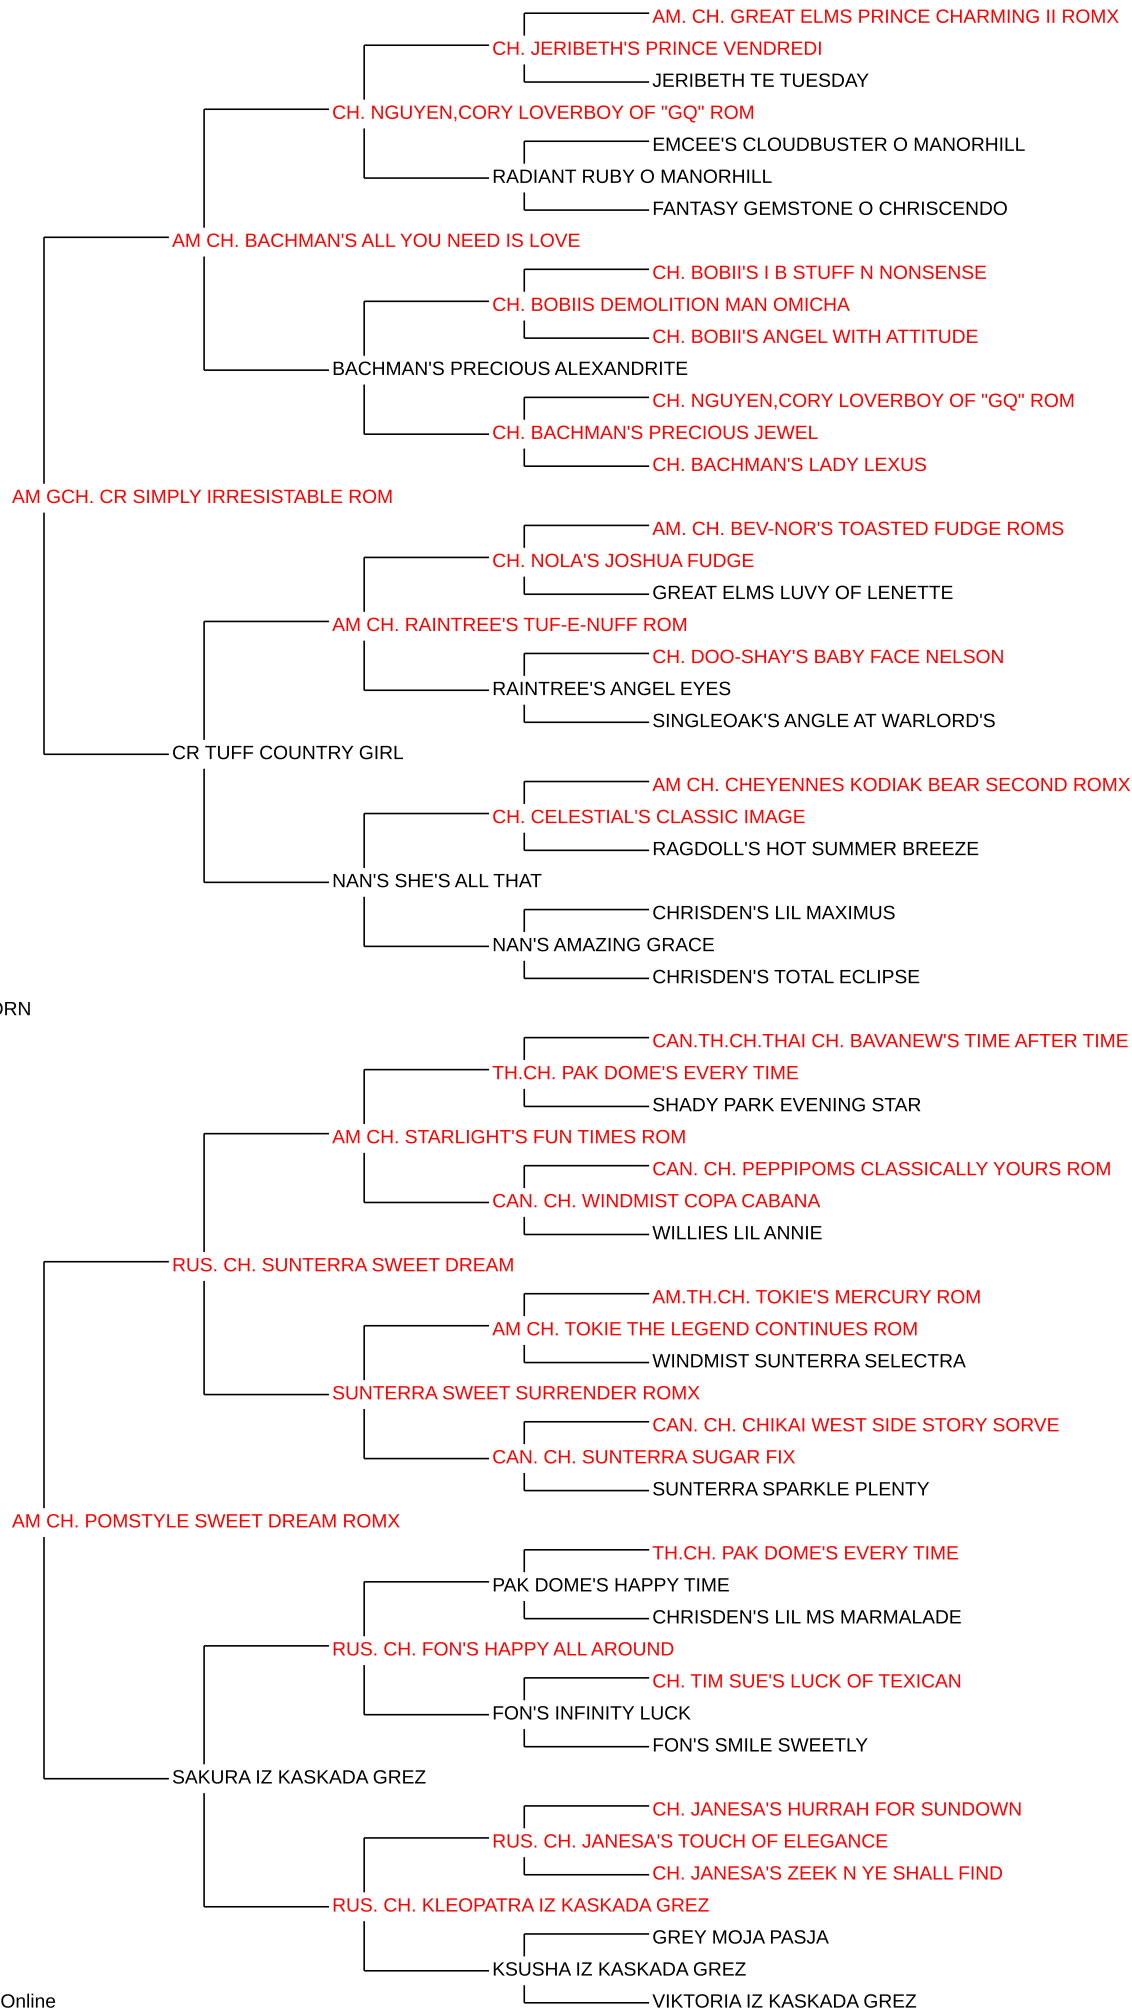 AM. CH. GREAT ELMS PRINCE CHARMING II ROMX
CH. JERIBETH'S PRINCE VENDREDI
JERIBETH TE TUESDAY
CH. NGUYEN,CORY LOVERBOY OF "GQ" ROM
EMCEE'S CLOUDBUSTER O MANORHILL
RADIANT RUBY O MANORHILL
FANTASY GEMSTONE O CHRISCENDO
AM CH. BACHMAN'S ALL YOU NEED IS LOVE
CH. BOBII'S I B STUFF N NONSENSE
CH. BOBIIS DEMOLITION MAN OMICHA
CH. BOBII'S ANGEL WITH ATTITUDE
BACHMAN'S PRECIOUS ALEXANDRITE
CH. NGUYEN,CORY LOVERBOY OF "GQ" ROM
CH. BACHMAN'S PRECIOUS JEWEL
CH. BACHMAN'S LADY LEXUS
AM GCH. CR SIMPLY IRRESISTABLE ROM
AM. CH. BEV-NOR'S TOASTED FUDGE ROMS
CH. NOLA'S JOSHUA FUDGE
GREAT ELMS LUVY OF LENETTE
AM CH. RAINTREE'S TUF-E-NUFF ROM
CH. DOO-SHAY'S BABY FACE NELSON
RAINTREE'S ANGEL EYES
SINGLEOAK'S ANGLE AT WARLORD'S
CR TUFF COUNTRY GIRL
AM CH. CHEYENNES KODIAK BEAR SECOND ROMX
CH. CELESTIAL'S CLASSIC IMAGE
RAGDOLL'S HOT SUMMER BREEZE
NAN'S SHE'S ALL THAT
CHRISDEN'S LIL MAXIMUS
NAN'S AMAZING GRACE
CHRISDEN'S TOTAL ECLIPSE
ORN
CAN.TH.CH.THAI CH. BAVANEW'S TIME AFTER TIME
TH.CH. PAK DOME'S EVERY TIME
SHADY PARK EVENING STAR
AM CH. STARLIGHT'S FUN TIMES ROM
CAN. CH. PEPPIPOMS CLASSICALLY YOURS ROM
CAN. CH. WINDMIST COPA CABANA
WILLIES LIL ANNIE
RUS. CH. SUNTERRA SWEET DREAM
AM.TH.CH. TOKIE'S MERCURY ROM
AM CH. TOKIE THE LEGEND CONTINUES ROM
WINDMIST SUNTERRA SELECTRA
SUNTERRA SWEET SURRENDER ROMX
CAN. CH. CHIKAI WEST SIDE STORY SORVE
CAN. CH. SUNTERRA SUGAR FIX
SUNTERRA SPARKLE PLENTY
AM CH. POMSTYLE SWEET DREAM ROMX
TH.CH. PAK DOME'S EVERY TIME
PAK DOME'S HAPPY TIME
CHRISDEN'S LIL MS MARMALADE
RUS. CH. FON'S HAPPY ALL AROUND
CH. TIM SUE'S LUCK OF TEXICAN
FON'S INFINITY LUCK
FON'S SMILE SWEETLY
SAKURA IZ KASKADA GREZ
CH. JANESA'S HURRAH FOR SUNDOWN
RUS. CH. JANESA'S TOUCH OF ELEGANCE
CH. JANESA'S ZEEK N YE SHALL FIND
RUS. CH. KLEOPATRA IZ KASKADA GREZ
GREY MOJA PASJA
KSUSHA IZ KASKADA GREZ
VIKTORIA IZ KASKADA GREZ
Online